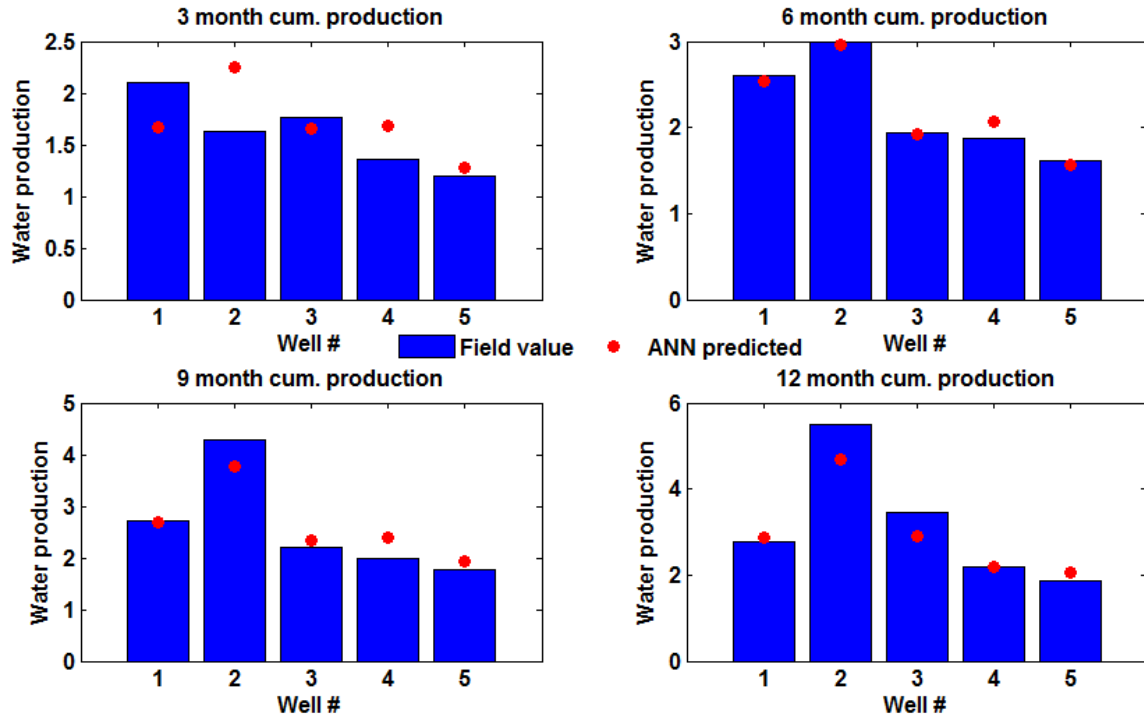 3 month cum. production
2.5
2
1.5
1
0.5
0
Water production
1 2 3 4 5
Well #
6 month cum. production
3
2
1
0
Water production
1 2 3 4 5
Well #
Field value ANN predicted
9 month cum. production
5
4
3
2
1
0
Water production
1 2 3 4 5
Well #
12 month cum. production
6
4
2
0
Water production
1 2 3 4 5
Well #